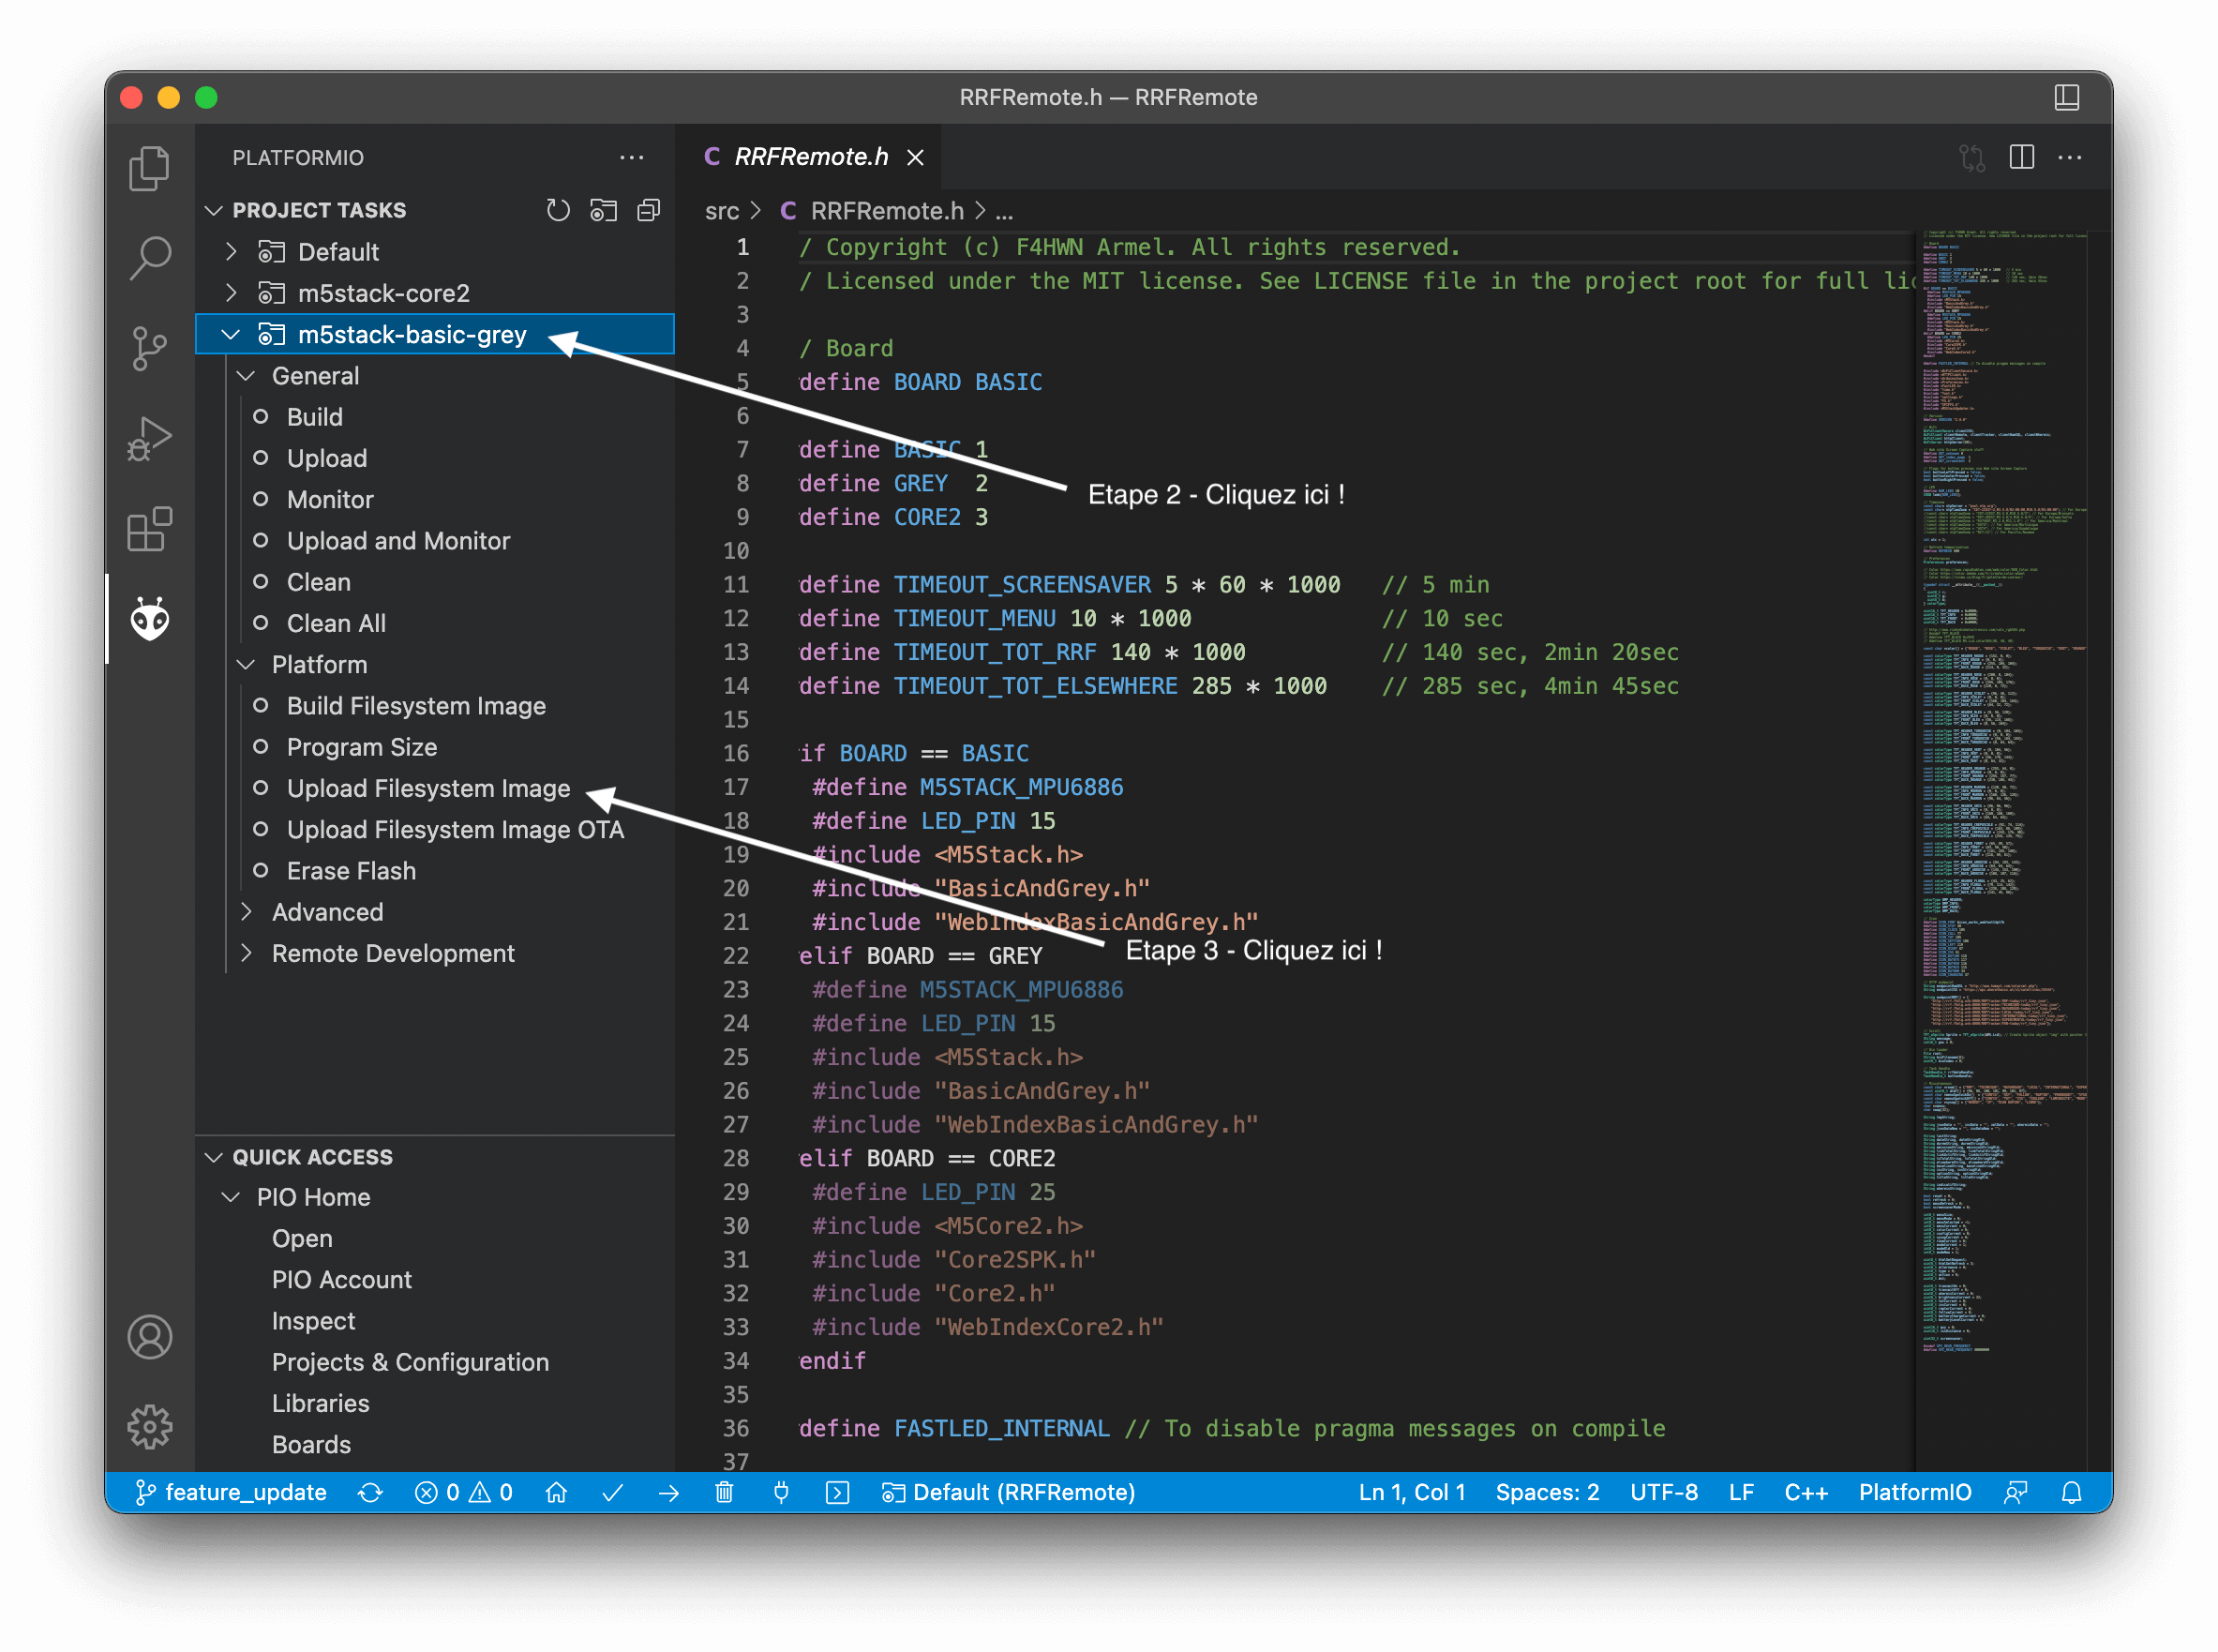 RRFRemote.h — RRFRemote
PLATFORMIO
PROJECT TASKS
Default
m5stack-core2
m5stack-basic-grey
General
Build
Upload
Monitor
Upload and Monitor
Clean
Clean All
Platform
Build Filesystem Image
Program Size
Upload Filesystem Image
Upload Filesystem Image OTA
Erase Flash
Advanced
Remote Development
QUICK ACCESS
PIO Home
Open
PIO Account
Inspect
Projects & Configuration
Libraries
Boards
C RRFRemote.h
src > C RRFRemote.h > ...
1 / Copyright (c) F4HWN Armel. All rights reserved.
2 / Licensed under the MIT license. See LICENSE file in the project root for full lic
3
4 / Board
5 define BOARD BASIC
6
7 define BASIC 1
8 define GREY 2
9 define CORE2 3
10
11 define TIMEOUT_SCREENSAVER 5 * 60 * 1000 // 5 min
12 define TIMEOUT_MENU 10 * 1000 // 10 sec
13 define TIMEOUT_TOT_RRF 140 * 1000 // 140 sec, 2min 20sec
14 define TIMEOUT_TOT_ELSEWHERE 285 * 1000 // 285 sec, 4min 45sec
15
16 if BOARD == BASIC
17 #define M5STACK_MPU6886
18 #define LED_PIN 15
19 #include <M5Stack.h>
20 #include "BasicAndGrey.h"
21 #include "WebIndexBasicAndGrey.h"
22 elif BOARD == GREY
23 #define M5STACK_MPU6886
24 #define LED_PIN 15
25 #include <M5Stack.h>
26 #include "BasicAndGrey.h"
27 #include "WebIndexBasicAndGrey.h"
28 elif BOARD == CORE2
29 #define LED_PIN 25
30 #include <M5Core2.h>
31 #include "Core2SPK.h"
32 #include "Core2.h"
33 #include "WebIndexCore2.h"
34 endif
35
36 define FASTLED_INTERNAL // To disable pragma messages on compile
37
Etape 2 - Cliquez ici !
Etape 3 - Cliquez ici !
feature_update 0 0 Default (RRFRemote) Ln 1, Col 1 Spaces: 2 UTF-8 LF C++ PlatformIO